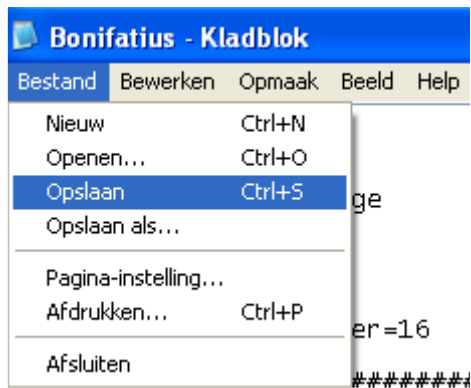 Bonifatius - Kladblok
Bestand Bewerken Opmaak Beeld Help
Nieuw Ctrl+N
Openen... Ctrl+O
Opslaan Ctrl+S
ge
Opslaan als...
Pagina-instelling...
Afdrukken... Ctrl+P
er=16
Afsluiten
########